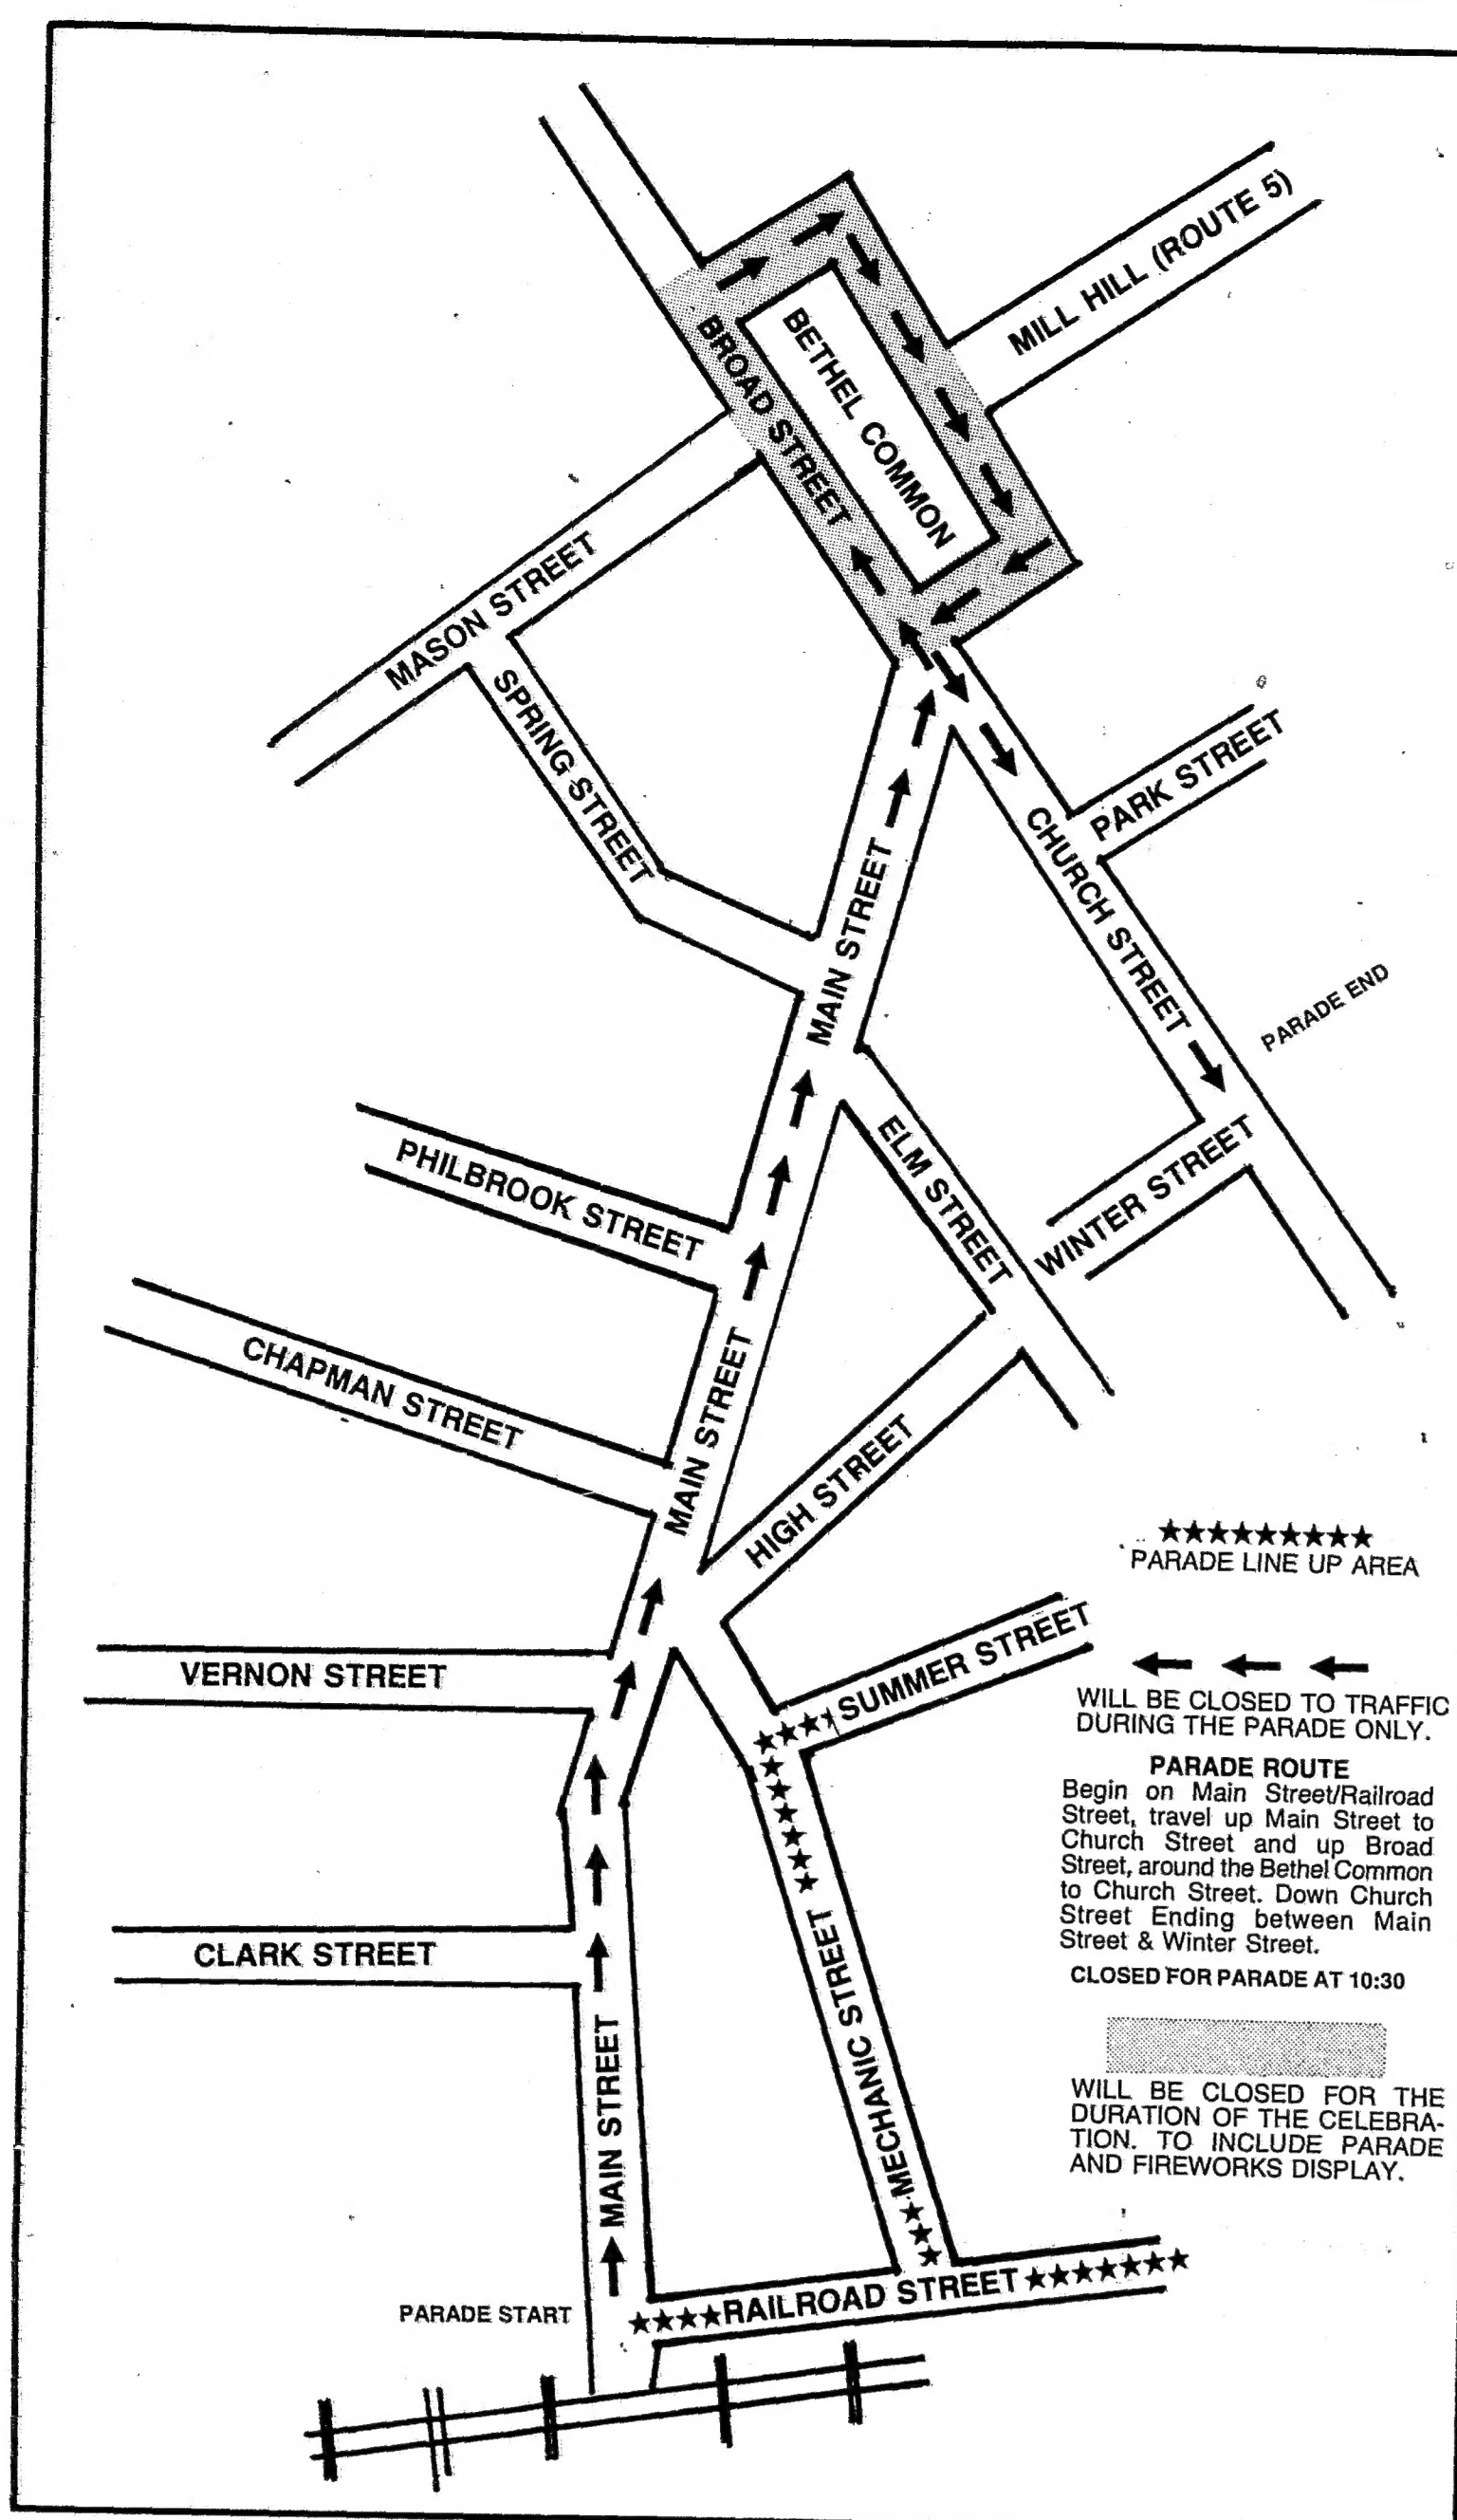 MILL HILL (ROUTE 5)
BROAD STREET
BETHEL COMMON
MASON STREET
SPRING STREET
PARK STREET
MAIN STREET
CHURCH STREET
PARADE END
PHILBROOK STREET
ELM STREET
WINTER STREET
CHAPMAN STREET
MAIN STREET
HIGH STREET
★★★★★★★★★
PARADE LINE UP AREA
VERNON STREET
SUMMER STREET
WILL BE CLOSED TO TRAFFIC
DURING THE PARADE ONLY.
PARADE ROUTE
Begin on Main Street/Railroad
Street, travel up Main Street to
Church Street and up Broad
Street, around the Bethel Common
to Church Street. Down Church
Street Ending between Main
Street & Winter Street.
CLOSED FOR PARADE AT 10:30
CLARK STREET
MECHANIC STREET
MAIN STREET
WILL BE CLOSED FOR THE
DURATION OF THE CELEBRA-
TION. TO INCLUDE PARADE
AND FIREWORKS DISPLAY.
PARADE START
★★★★RAILROAD STREET★★★★★★★